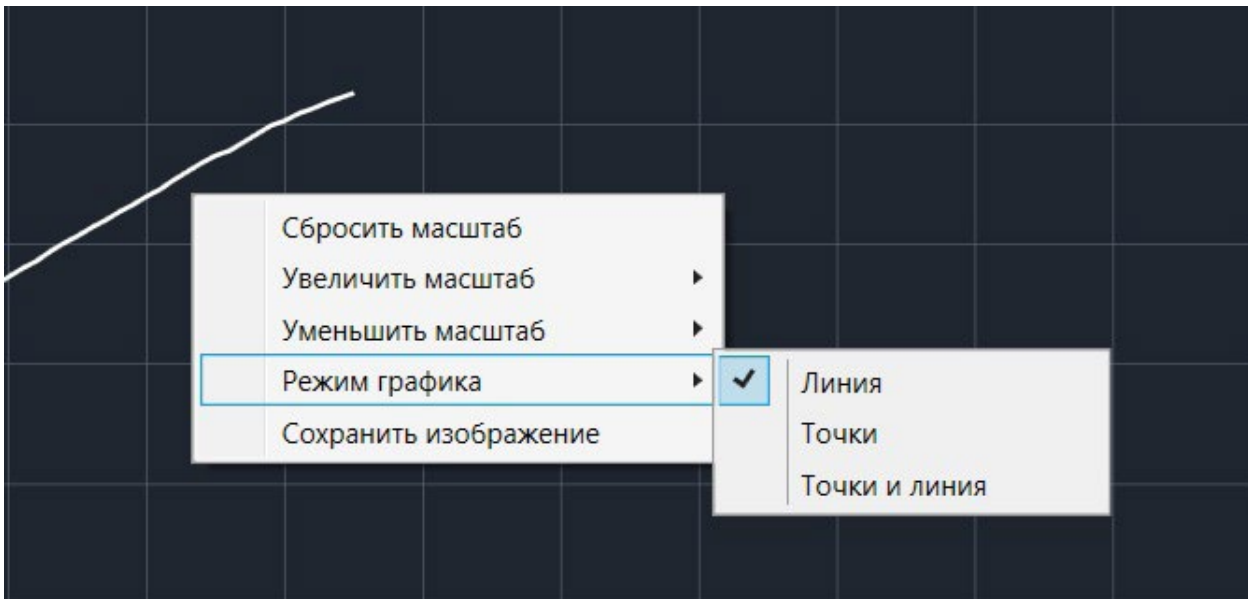 Сбросить масштаб
Увеличить масштаб
Уменьшить масштаб
Режим графика
Сохранить изображение
Линия
Точки
Точки и линия